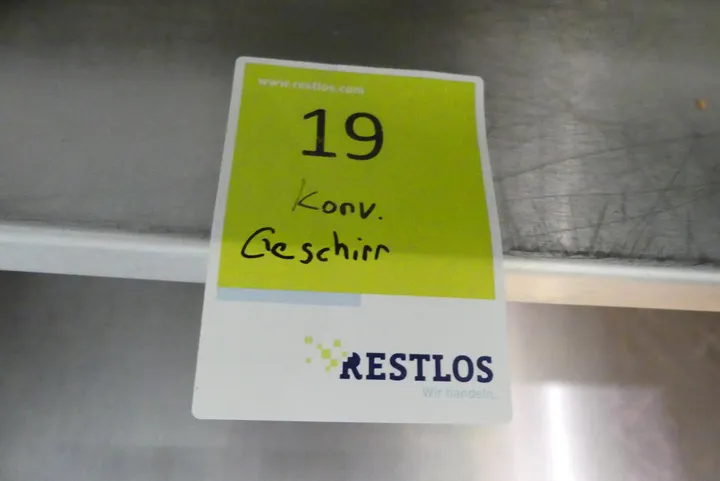 www.restlos.com
19
Konv.
Geschirr
RESTLOS
Wir handeln.